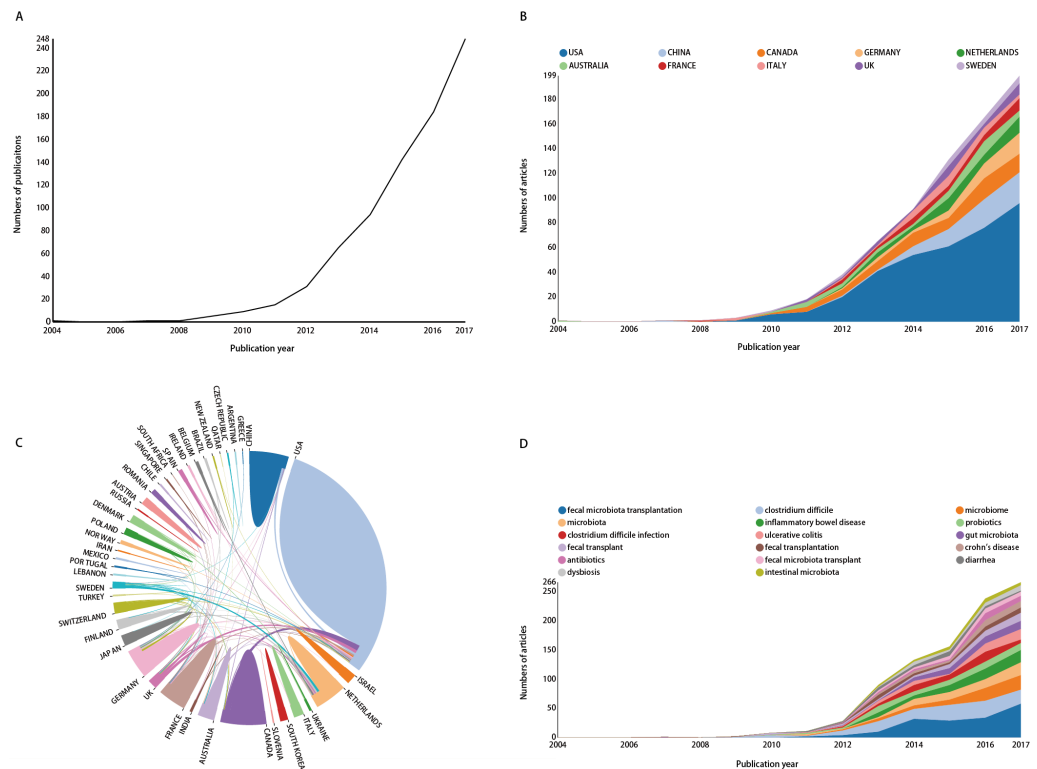 A
248
240
220
200
180
160
140
120
100
80
60
40
20
0
Numbers of publicaitons
2004 2006 2008 2010 2012 2014 2016 2017
Publication year
B
USA CHINA CANADA GERMANY NETHERLANDS
AUSTRALIA FRANCE ITALY UK SWEDEN
199
180
160
140
120
100
80
60
40
20
0
Numbers of articles
2004 2006 2008 2010 2012 2014 2016 2017
Publication year
C
USA
ISRAEL
NETHERLANDS
UKRAINE
ITALY
SOUTH KOREA
SLOVENIA
CANADA
AUSTRALIA
INDIA
FRANCE
UK
GERMANY
JAPAN
FINLAND
SWITZERLAND
TURKEY
SWEDEN
LEBANON
POR TUGAL
MEXICO
IRAN
NOR WAY
POLAND
DENMARK
RUSSIA
AUSTRIA
ROMANIA
CHILE
SINGAPORE
SOUTH AFRICA
SPAIN
IRELAND
BELGIUM
BRAZIL
NEW ZEALAND
QATAR
CZECH REPUBLIC
ARGENTINA
GREECE
CHINA
D
fecal microbiota transplantation clostridium difficile microbiome
microbiota inflammatory bowel disease probiotics
clostridium difficile infection ulcerative colitis gut microbiota
fecal transplant fecal transplantation crohn's disease
antibiotics fecal microbiota transplant diarrhea
dysbiosis intestinal microbiota
266
250
200
150
100
50
0
Numbers of articles
2004 2006 2008 2010 2012 2014 2016 2017
Publication year